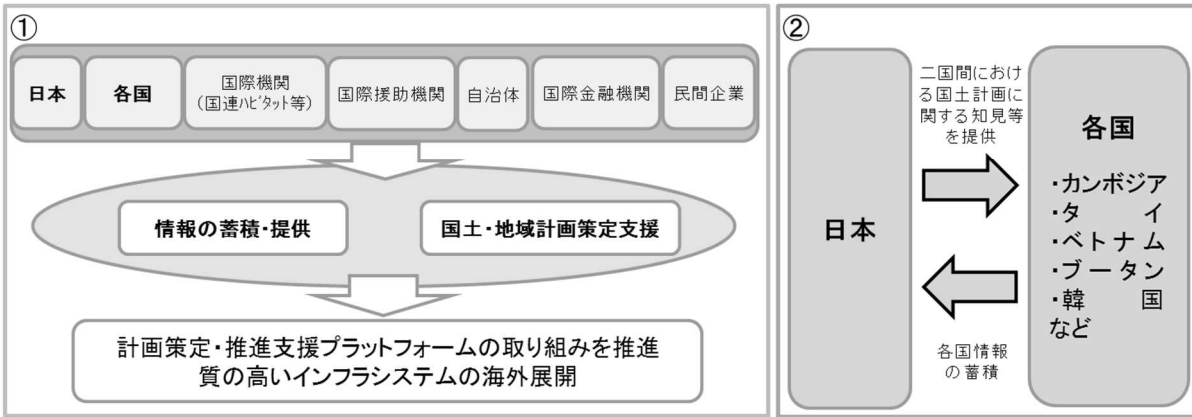 ①
日本
各国
国際機関
(国連ﾊﾋﾞﾀｯﾄ等)
国際援助機関
自治体
国際金融機関
民間企業
情報の蓄積･提供
国土･地域計画策定支援
計画策定･推進支援プラットフォームの取り組みを推進
質の高いインフラシステムの海外展開
②
日本
二国間におけ
る国土計画に
関する知見等
を提供
各国情報
の蓄積
各国
･カンボジア
･タイ
･ベトナム
･ブータン
･韓国
など